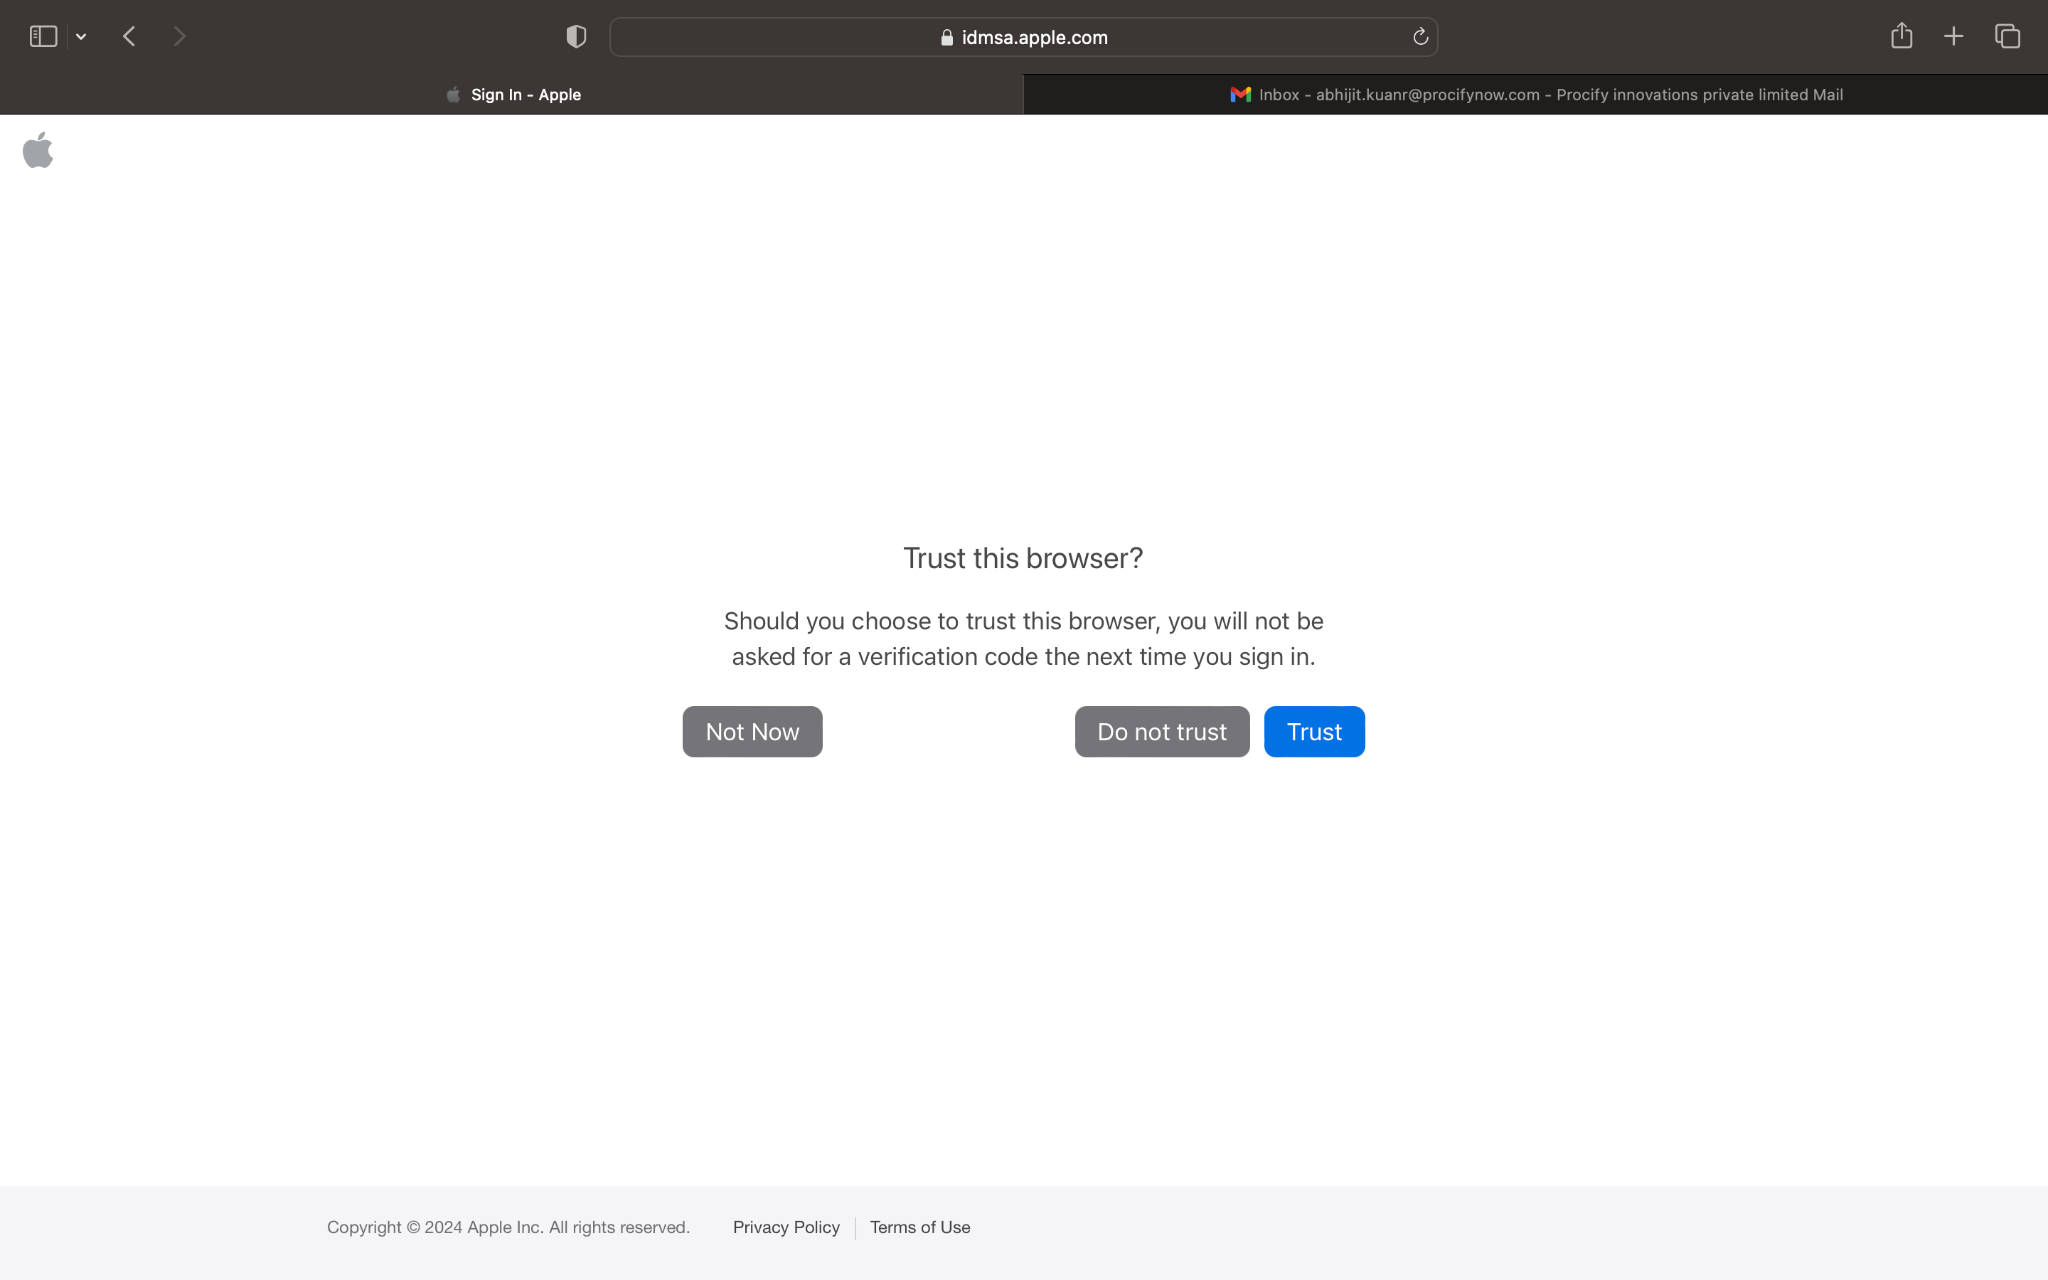 idmsa.apple.com
Sign In - Apple
Inbox - abhijit.kuanr@procifynow.com - Procify innovations private limited Mail
Trust this browser?
Should you choose to trust this browser, you will not be
asked for a verification code the next time you sign in.
Not Now
Do not trust
Trust
Copyright © 2024 Apple Inc. All rights reserved.
Privacy Policy
Terms of Use